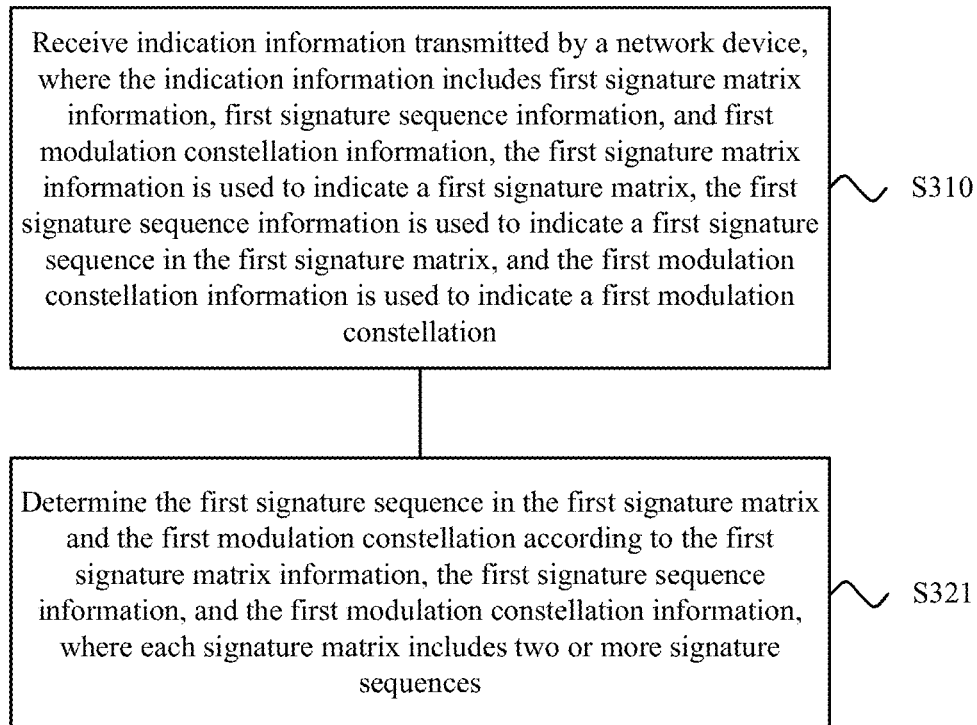 Receive indication information transmitted by a network device,
where the indication information includes first signature matrix
information, first signature sequence information, and first
modulation constellation information, the first signature matrix
information is used to indicate a first signature matrix, the first
signature sequence information is used to indicate a first signature
sequence in the first signature matrix, and the first modulation
constellation information is used to indicate a first modulation
constellation
S310
Determine the first signature sequence in the first signature matrix
and the first modulation constellation according to the first
signature matrix information, the first signature sequence
information, and the first modulation constellation information,
where each signature matrix includes two or more signature
sequences
S321